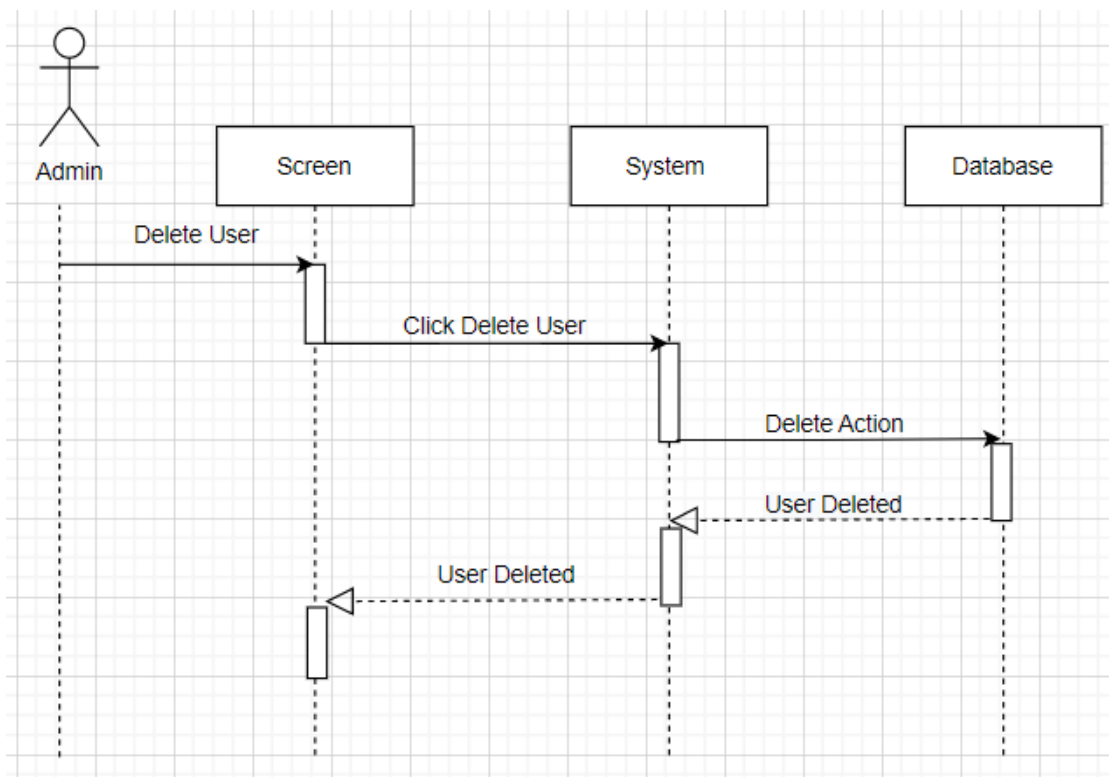 Admin
Screen
System
Database
Delete User
Click Delete User
Delete Action
User Deleted
User Deleted